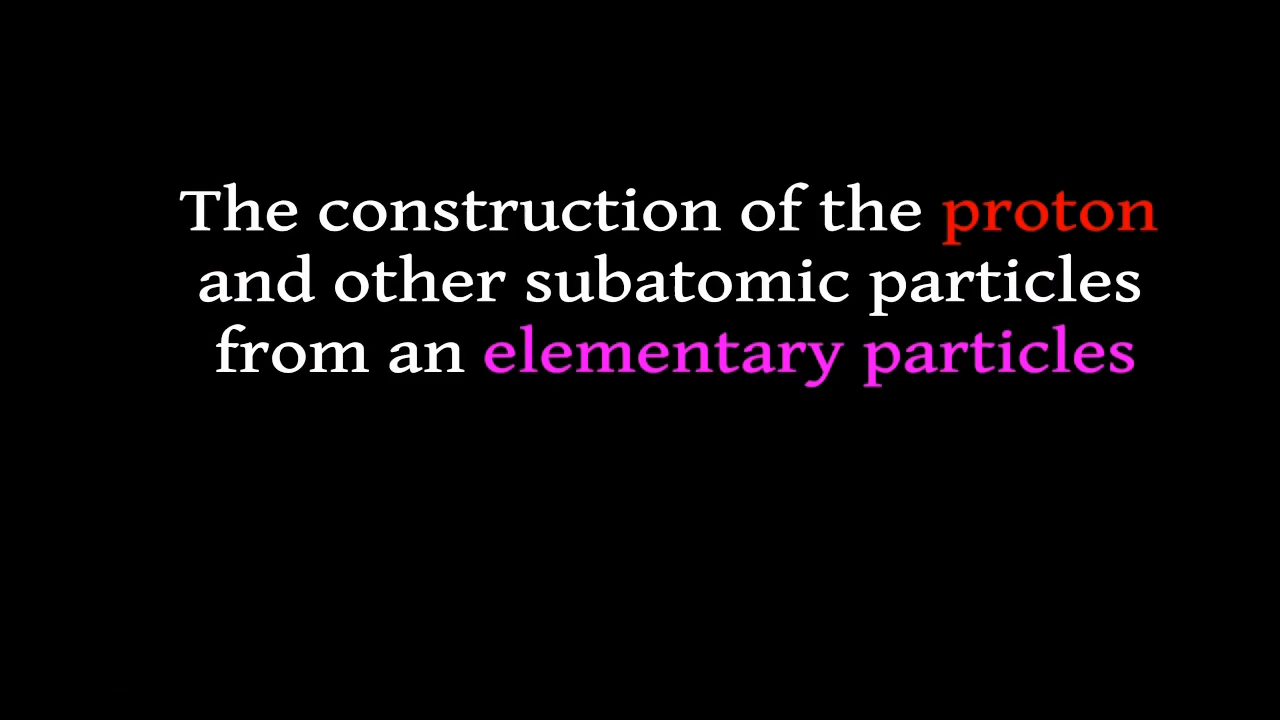 The construction of the proton
and other subatomic particles
from an elementary particles